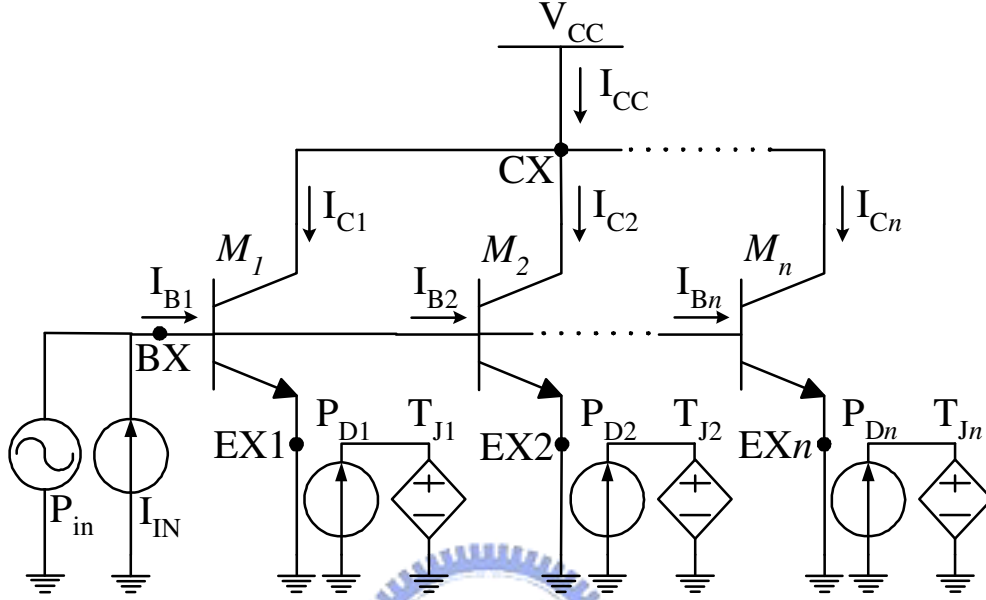 V_CC
I_CC
CX
I_C1
I_C2
I_Cn
M_1
M_2
M_n
I_B1
I_B2
I_Bn
BX
P_D1
T_J1
P_D2
T_J2
P_Dn
T_Jn
EX1
EX2
EXn
P_in
I_IN